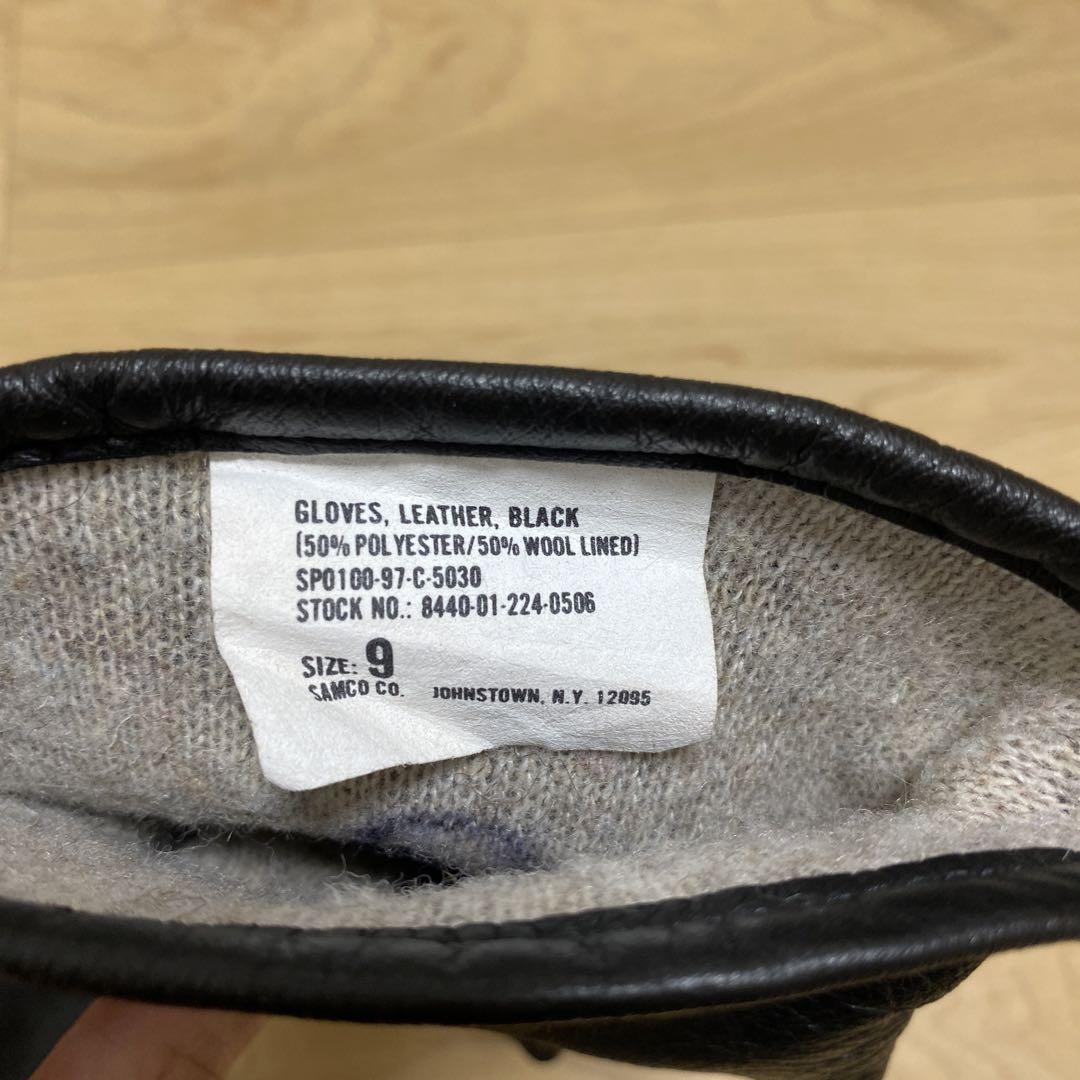 GLOVES, LEATHER, BLACK
(50% POLYESTER/50% WOOL LINED)
SP0100-97-C-5030
STOCK NO.: 8440-01-224-0506
SIZE: 9
SAMCO CO. JOHNSTOWN, N.Y. 12095